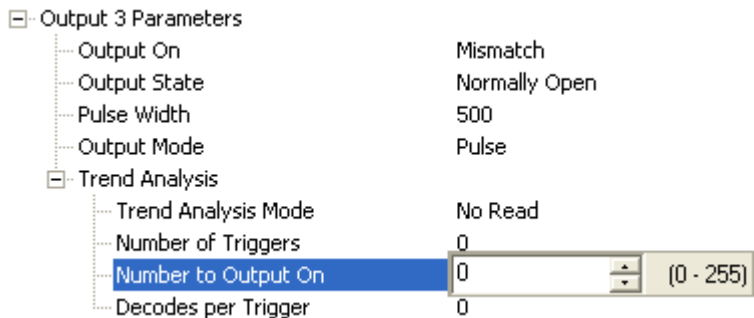 Output 3 Parameters
Output On Mismatch
Output State Normally Open
Pulse Width 500
Output Mode Pulse
Trend Analysis
Trend Analysis Mode No Read
Number of Triggers 0
Number to Output On 0 (0 - 255)
Decodes per Trigger 0